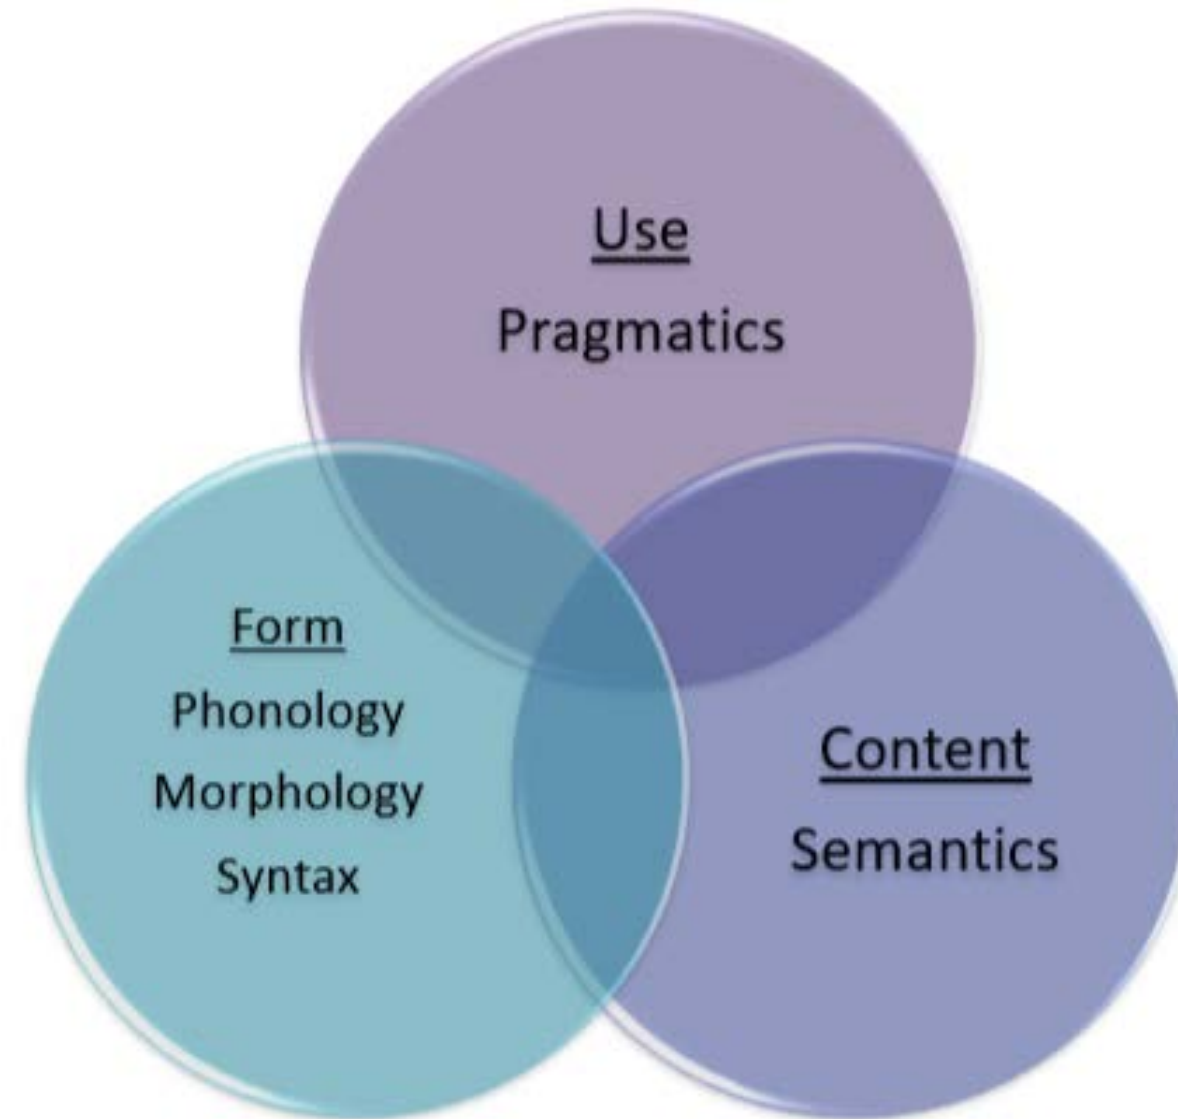 Use
Pragmatics
Form
Phonology
Morphology
Syntax
Content
Semantics